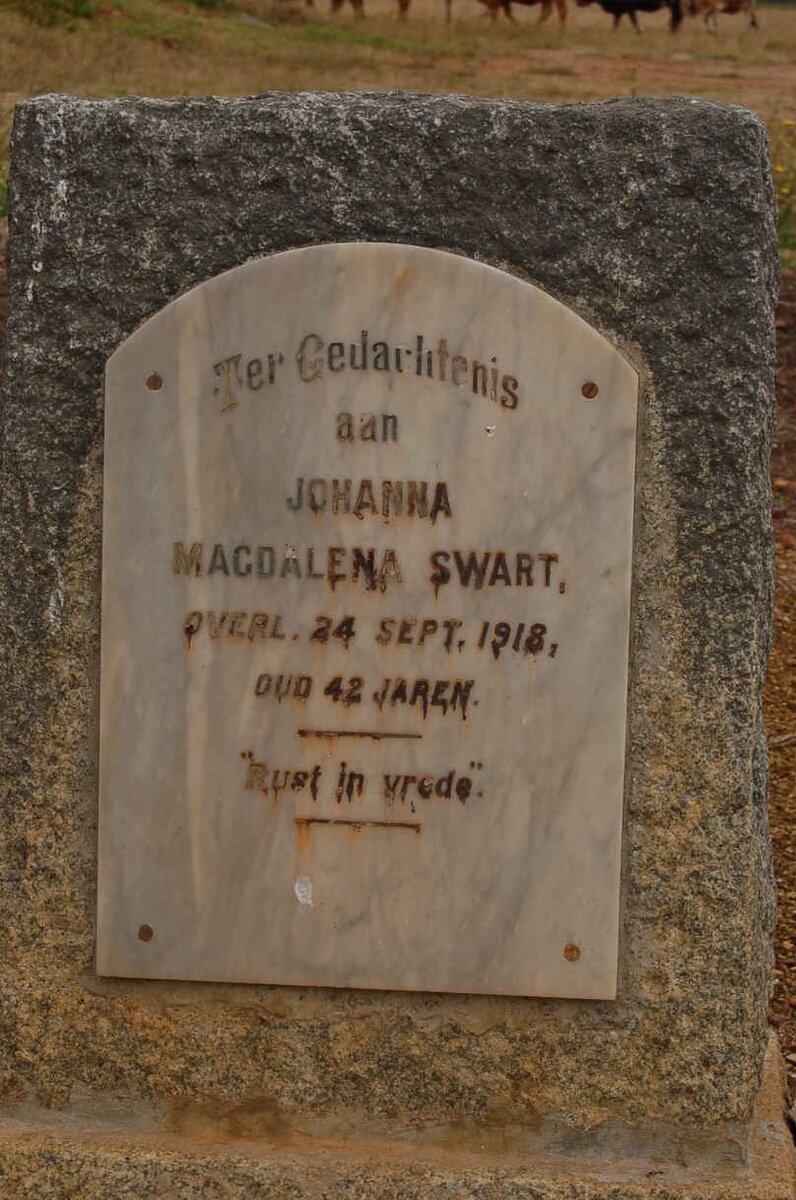 Ter Gedachtenis
aan
JOHANNA
MAGDALENA SWART,
OVERL. 24 SEPT. 1918,
OUD 42 JAREN.
"Rust in vrede".